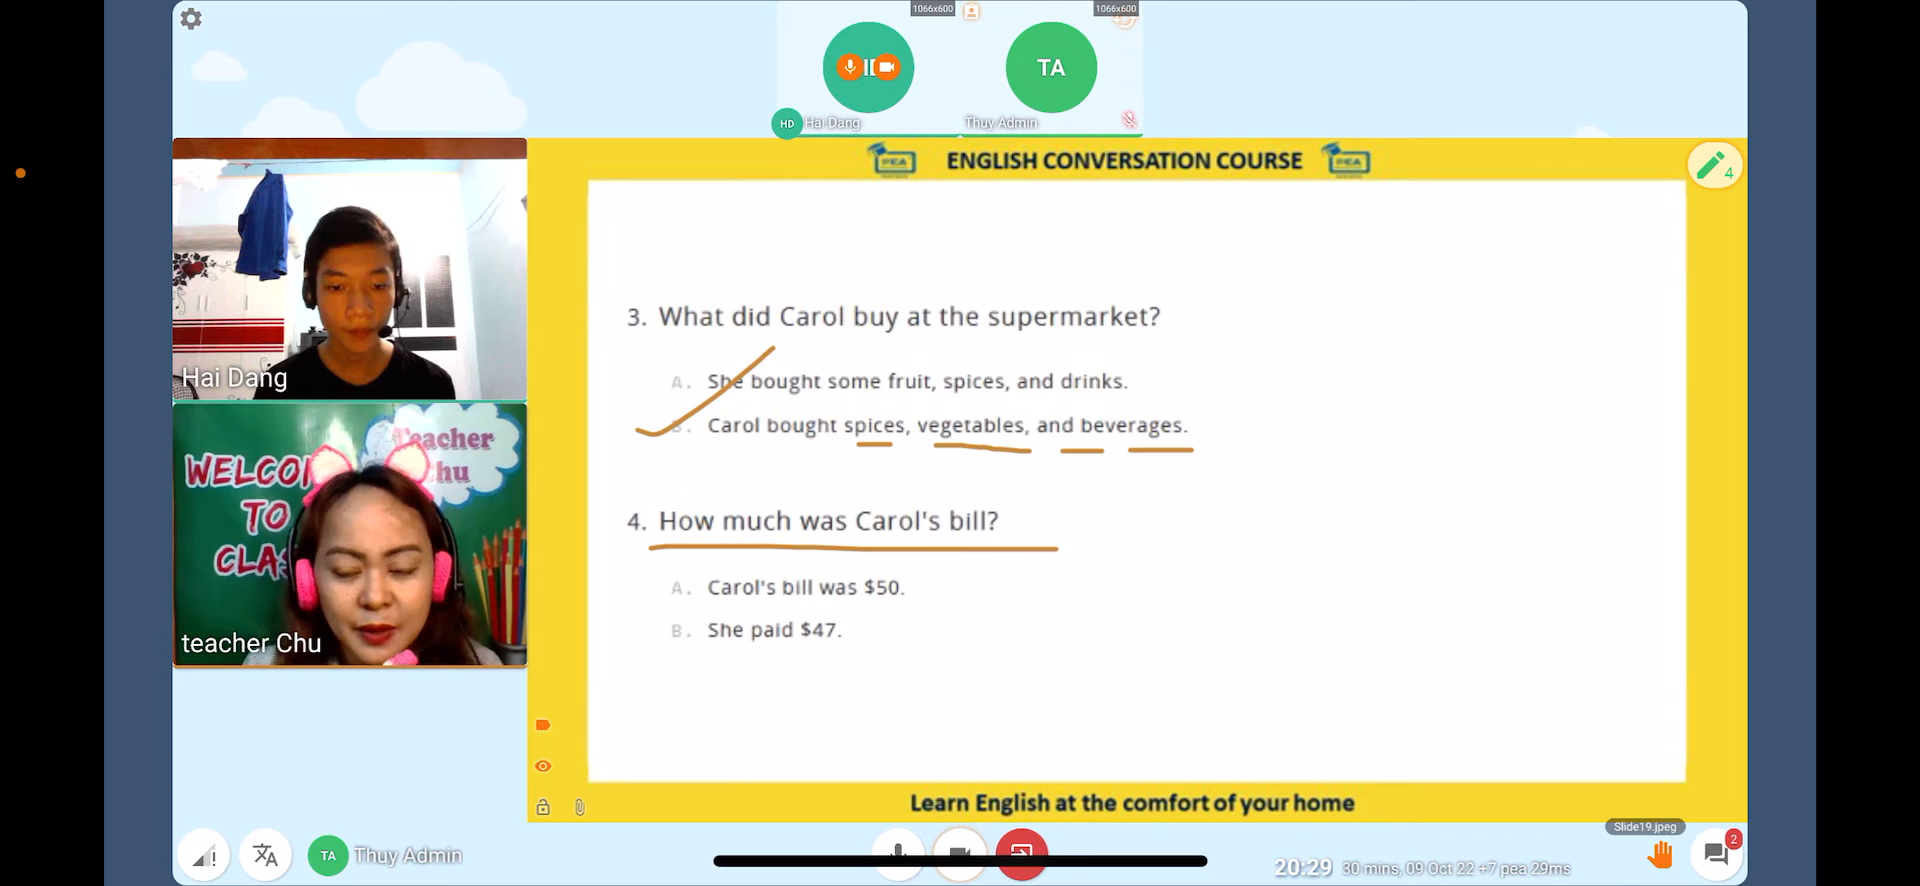 1066x600
1066x600
TA
HD
Hai Dang
Thuy Admin
ENGLISH CONVERSATION COURSE
PEA
PEA
4
3. What did Carol buy at the supermarket?
A. She bought some fruit, spices, and drinks.
B. Carol bought spices, vegetables, and beverages.
4. How much was Carol's bill?
A. Carol's bill was $50.
B. She paid $47.
Learn English at the comfort of your home
Hai Dang
Teacher
Chu
WELCO
TO
CLAS
teacher Chu
Slide19.jpeg
TA
Thuy Admin
20:29 30 mins, 09 Oct 22 +7 pea 29ms
2